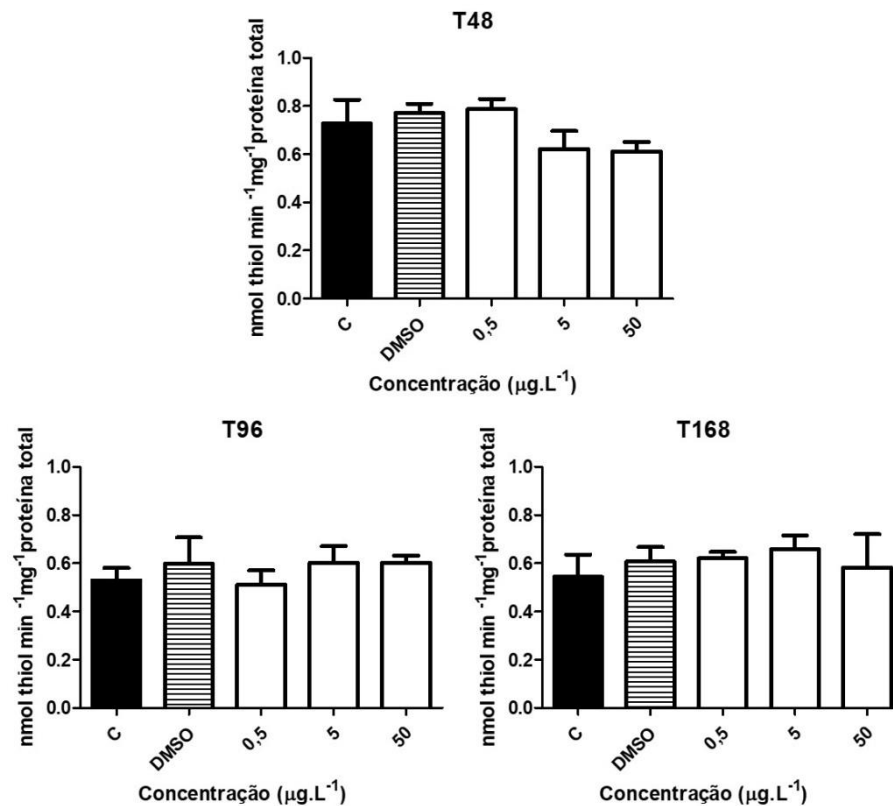 T48
nmol thiol min -1mg-1proteína total
1.0
0.8
0.6
0.4
0.2
0.0
C
DMSO
0,5
5
50
Concentração (μg.L-1)
T96
nmol thiol min -1mg-1proteína total
1.0
0.8
0.6
0.4
0.2
0.0
C
DMSO
0,5
5
50
Concentração (μg.L-1)
T168
nmol thiol min -1mg-1proteína total
1.0
0.8
0.6
0.4
0.2
0.0
C
DMSO
0,5
5
50
Concentração (μg.L-1)